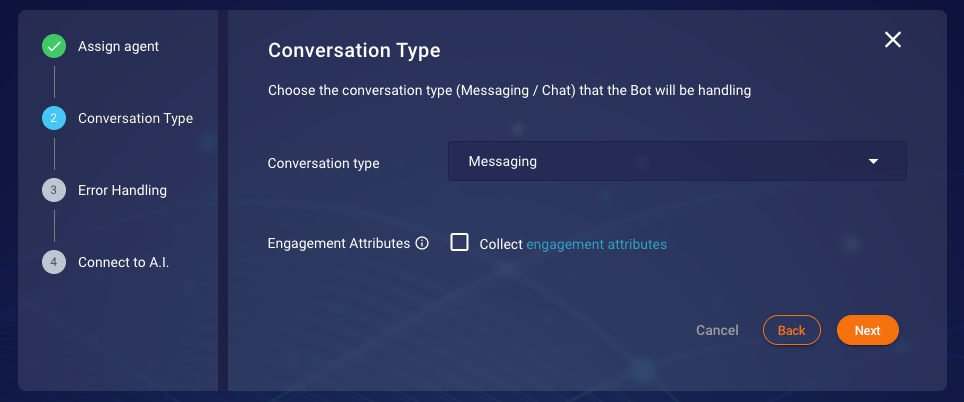 Assign agent
2 Conversation Type
3 Error Handling
4 Connect to A.I.
Conversation Type
Choose the conversation type (Messaging / Chat) that the Bot will be handling
Conversation type Messaging
Engagement Attributes Collect engagement attributes
Cancel Back Next